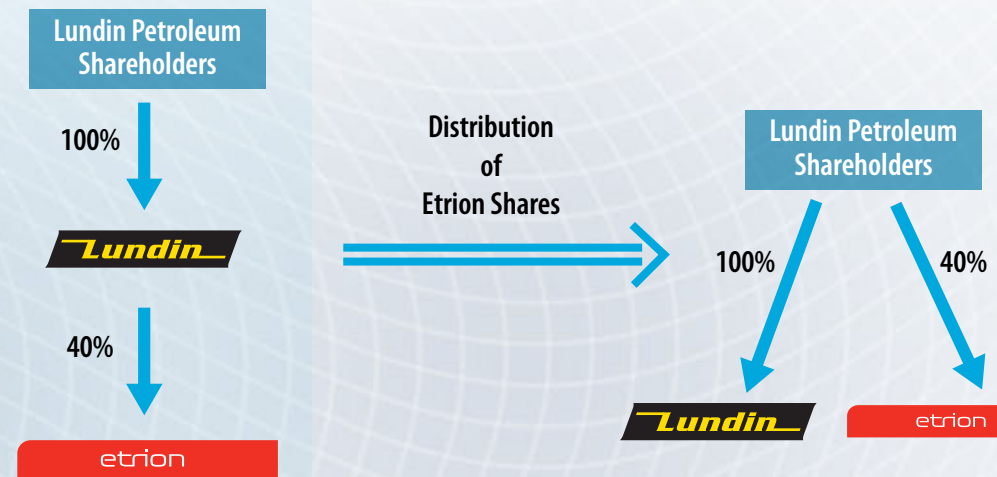 Lundin Petroleum
Shareholders
100%
Lundin
40%
etrion
Distribution
of
Etrion Shares
Lundin Petroleum
Shareholders
100%
40%
Lundin
etrion